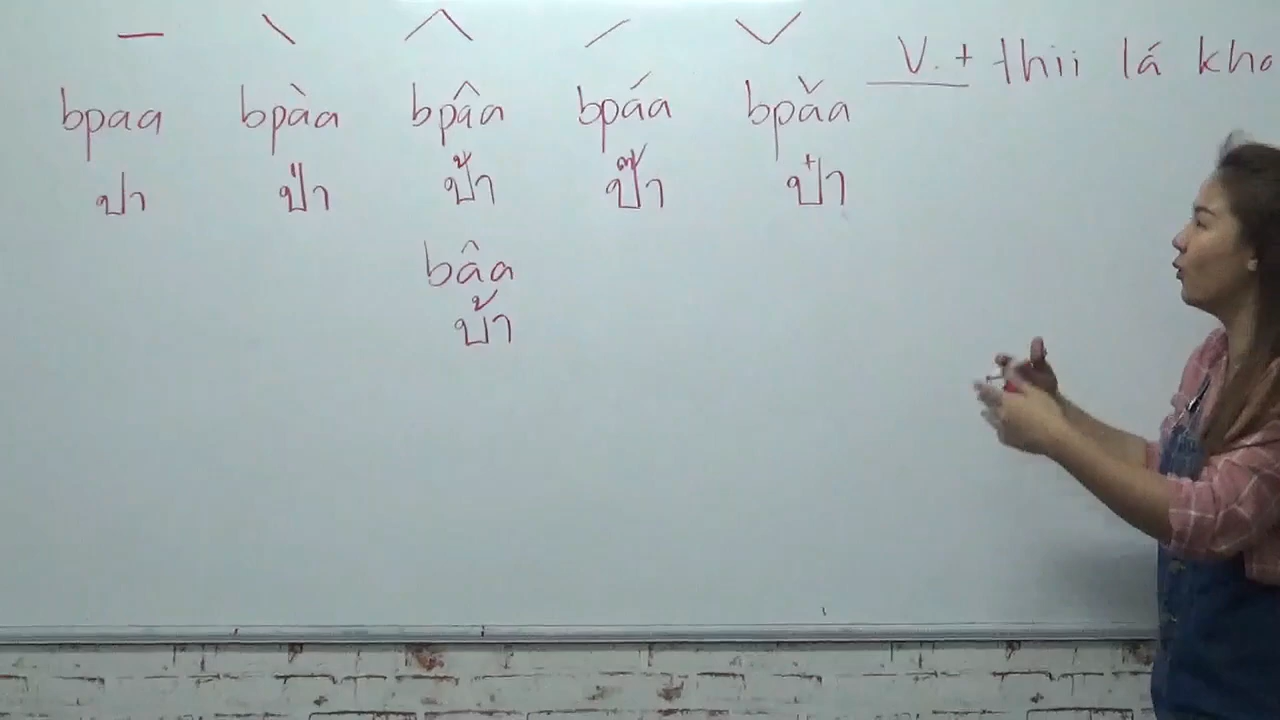 — \ ∧ / ∨
bpaa bpàa bpâa bpáa bpǎa
ปา ป่า ป้า ป๊า ป๋า
bâa
บ้า
V. + thii lá kho